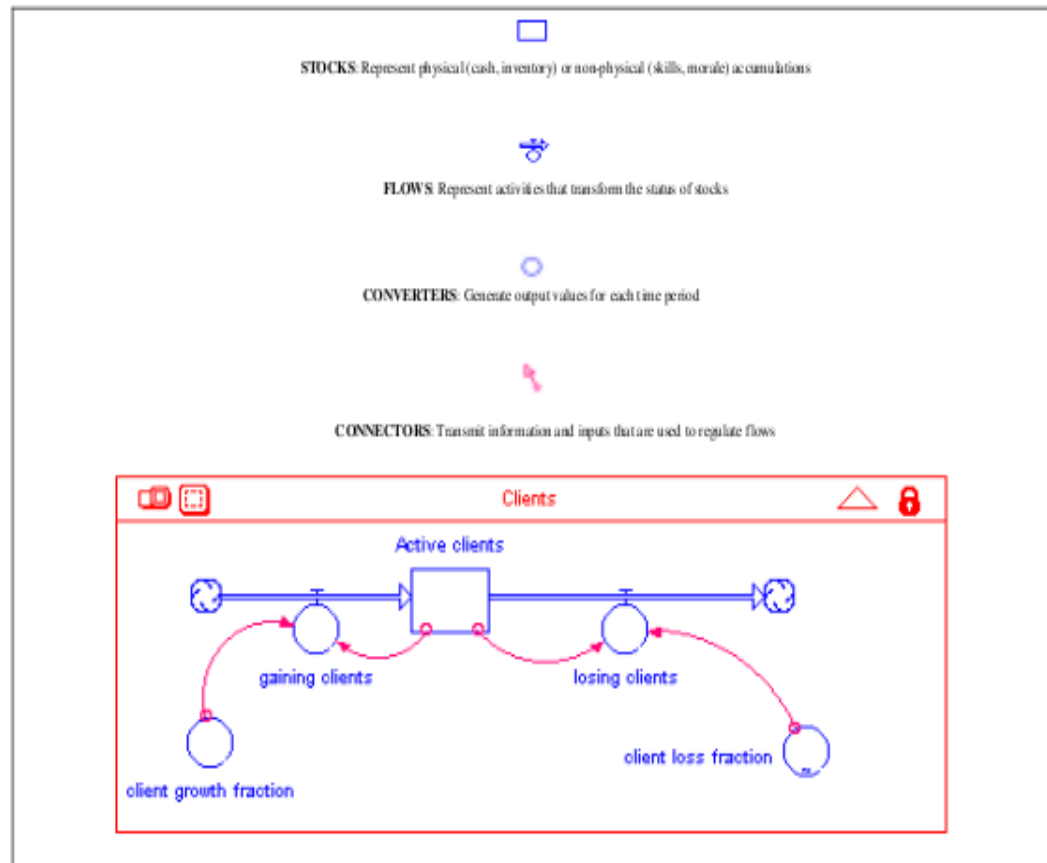 STOCKS: Represent physical (cash, inventory) or non-physical (skills, morale) accumulations
FLOWS: Represent activities that transform the status of stocks
CONVERTERS: Generate output values for each time period
CONNECTORS: Transmit information and inputs that are used to regulate flows
Clients
Active clients
gaining clients
losing clients
client growth fraction
client loss fraction